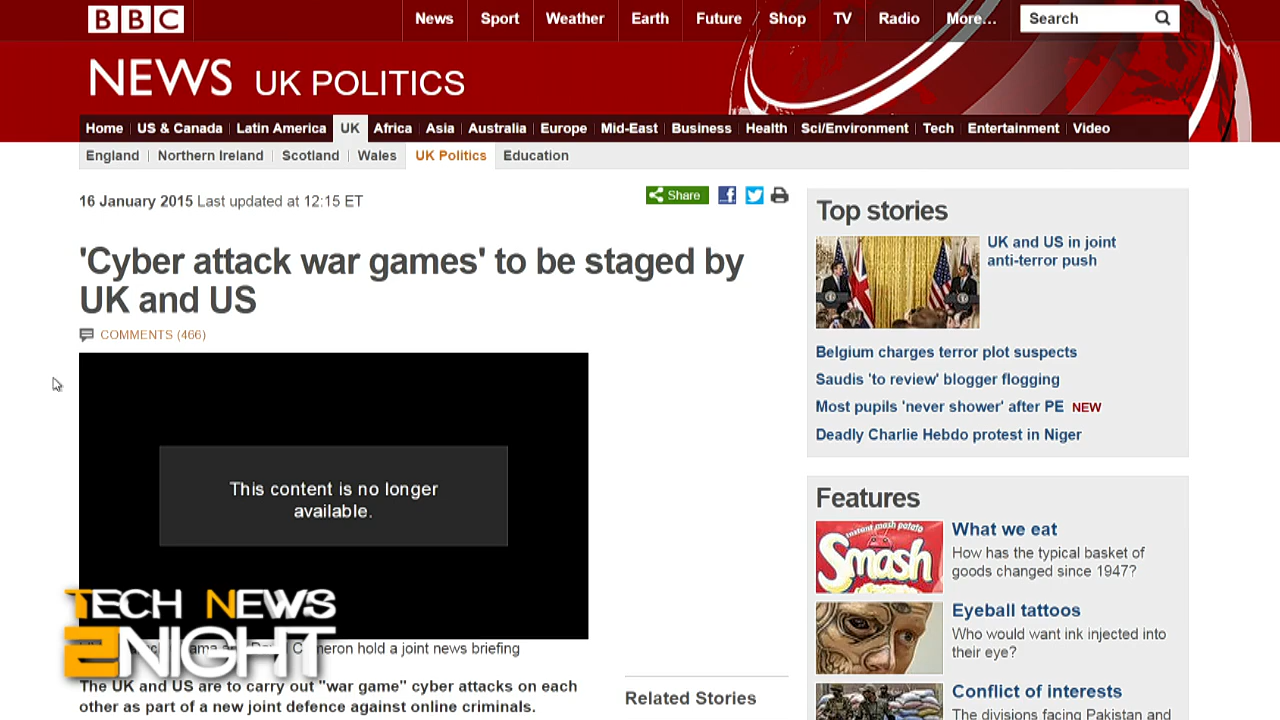 BBC
News Sport Weather Earth Future Shop TV Radio More... Search
NEWS UK POLITICS
Home US & Canada Latin America UK Africa Asia Australia Europe Mid-East Business Health Sci/Environment Tech Entertainment Video
England Northern Ireland Scotland Wales UK Politics Education
16 January 2015 Last updated at 12:15 ET
Share
'Cyber attack war games' to be staged by
UK and US
COMMENTS (466)
This content is no longer
available.
TECH NEWS
2NIGHT
Cameron hold a joint news briefing
The UK and US are to carry out "war game" cyber attacks on each
other as part of a new joint defence against online criminals.
Related Stories
Top stories
UK and US in joint
anti-terror push
Belgium charges terror plot suspects
Saudis 'to review' blogger flogging
Most pupils 'never shower' after PE NEW
Deadly Charlie Hebdo protest in Niger
Features
instant mash potato
Smash
What we eat
How has the typical basket of
goods changed since 1947?
Eyeball tattoos
Who would want ink injected into
their eye?
Conflict of interests
The divisions facing Pakistan and